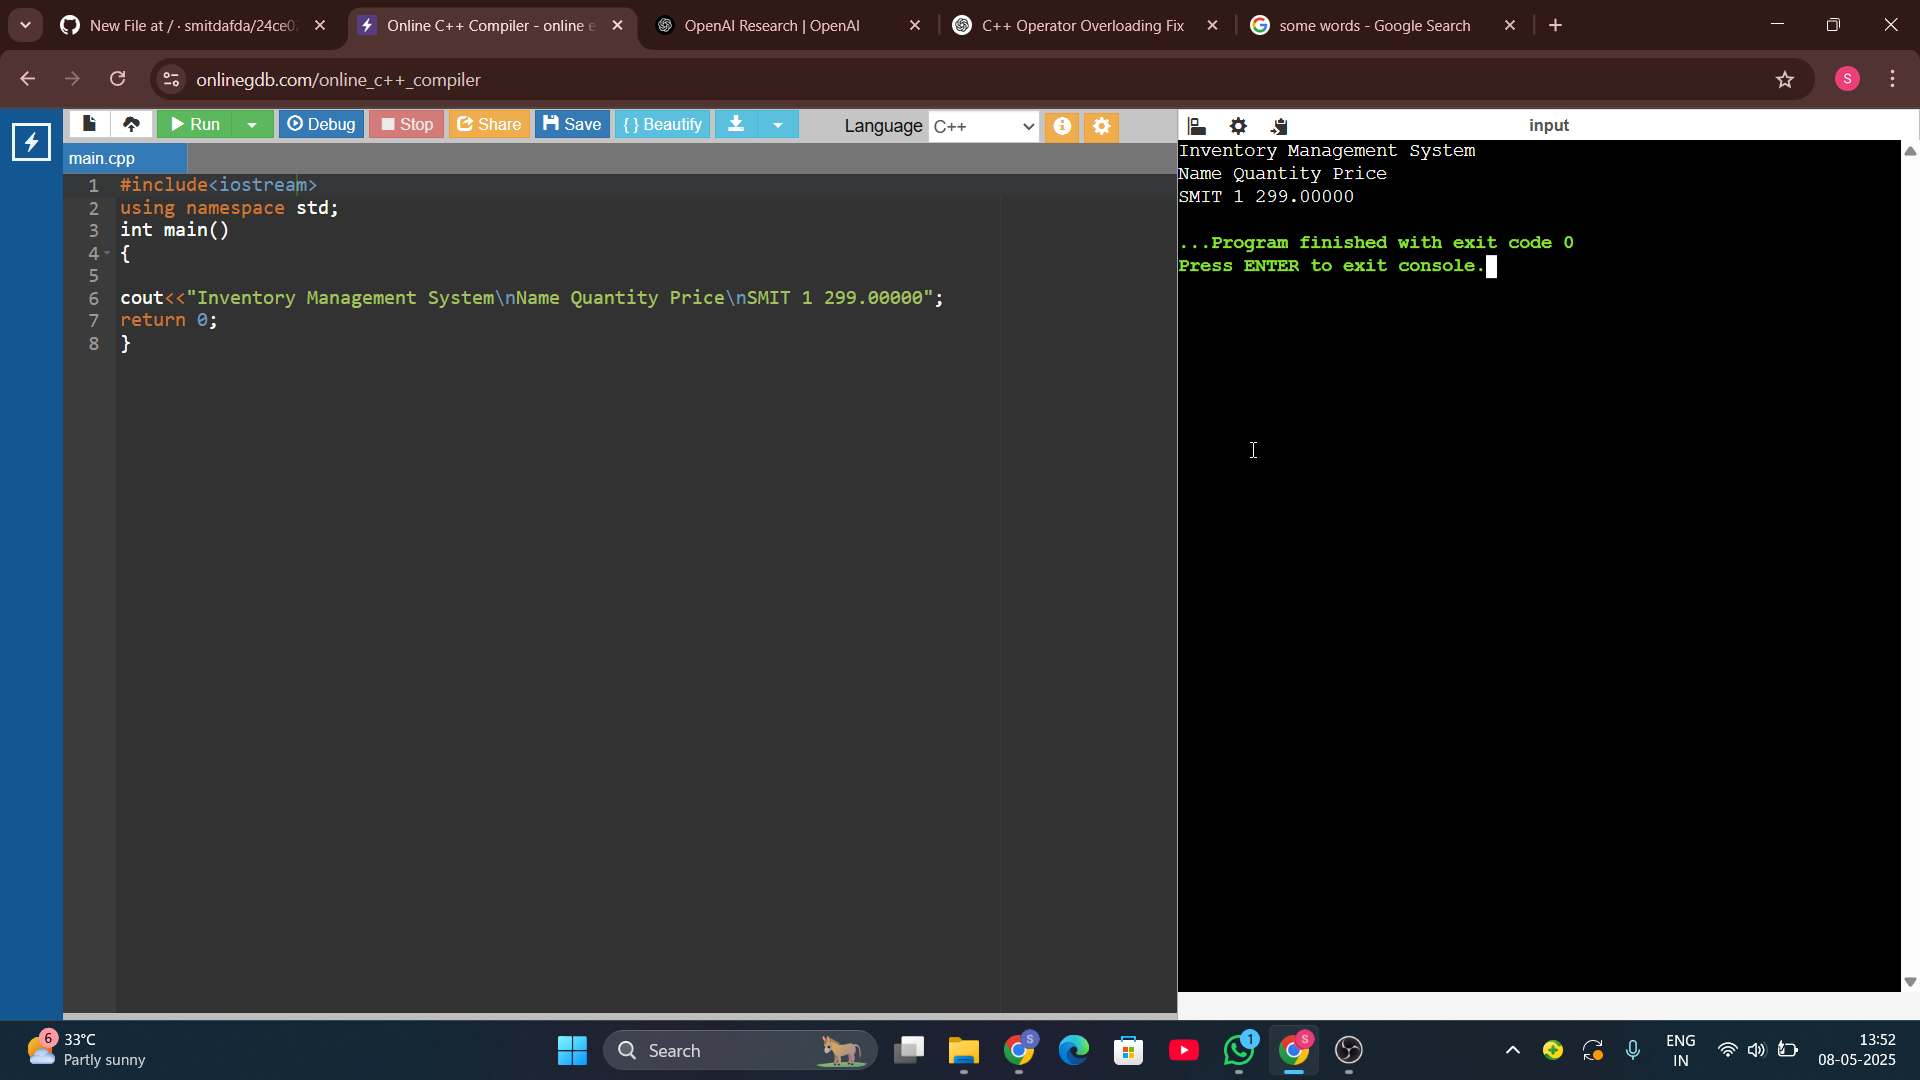 New File at / · smitdafda/24ce0
Online C++ Compiler - online e
OpenAI Research | OpenAI
C++ Operator Overloading Fix
some words - Google Search
onlinegdb.com/online_c++_compiler
S
Run
Debug
Stop
Share
Save
{ } Beautify
Language
C++
input
main.cpp
1 #include<iostream>
2 using namespace std;
3 int main()
4 {
5
6 cout<<"Inventory Management System\nName Quantity Price\nSMIT 1 299.00000";
7 return 0;
8 }
Inventory Management System
Name Quantity Price
SMIT 1 299.00000
...Program finished with exit code 0
Press ENTER to exit console.
6
33°C
Partly sunny
Search
S
1
S
ENG
IN
13:52
08-05-2025